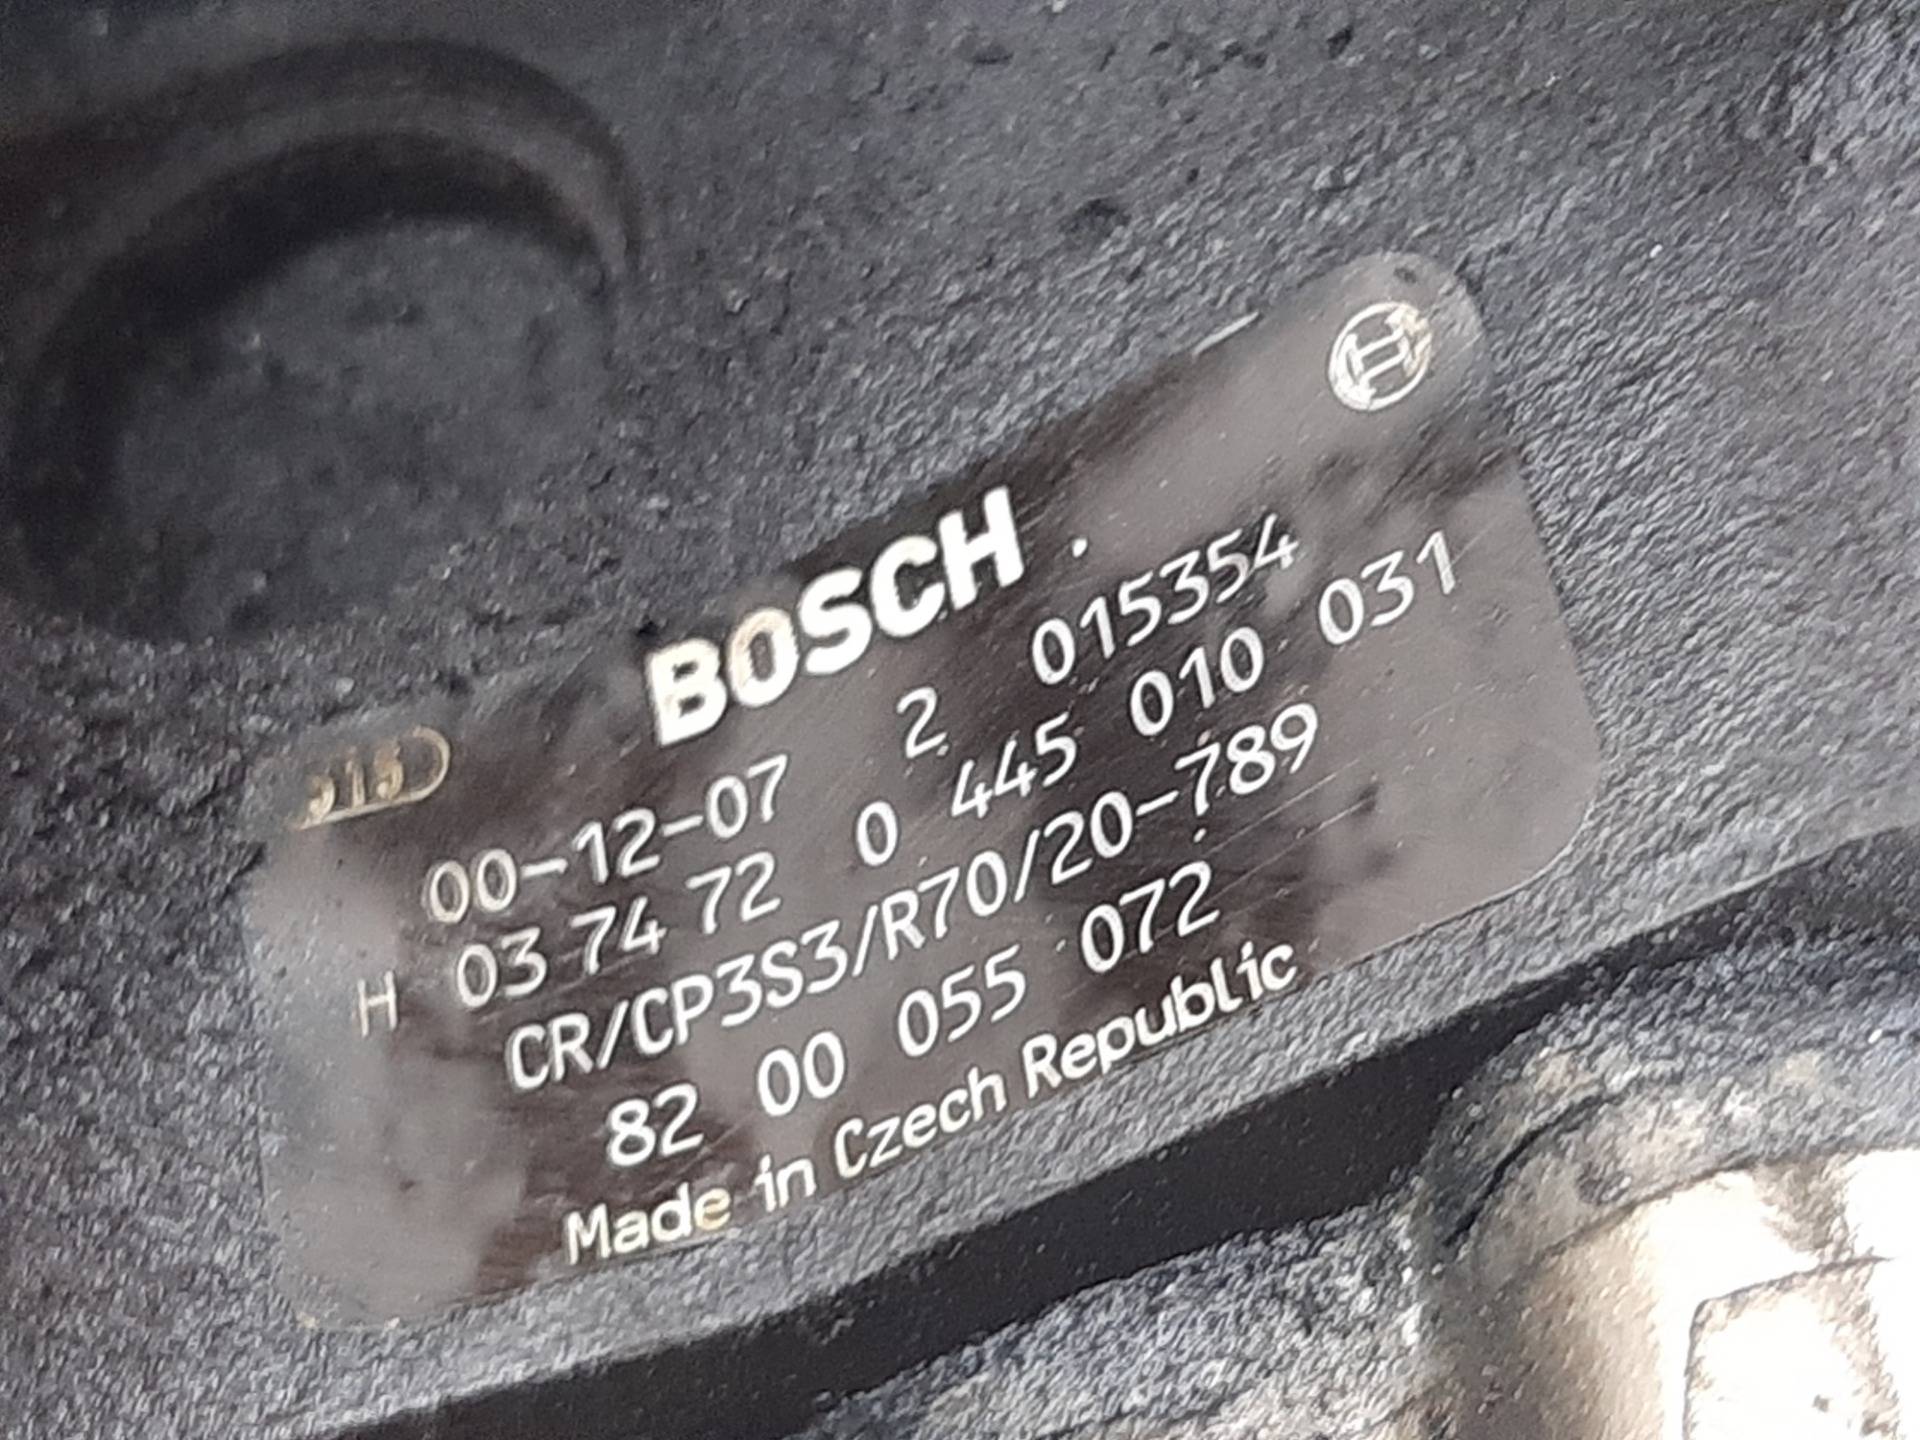 BOSCH
00-12-07 2 015354
H 03 74 72 0 445 010 031
CR/CP3S3/R70/20-789
82 00 055 072
Made in Czech Republic